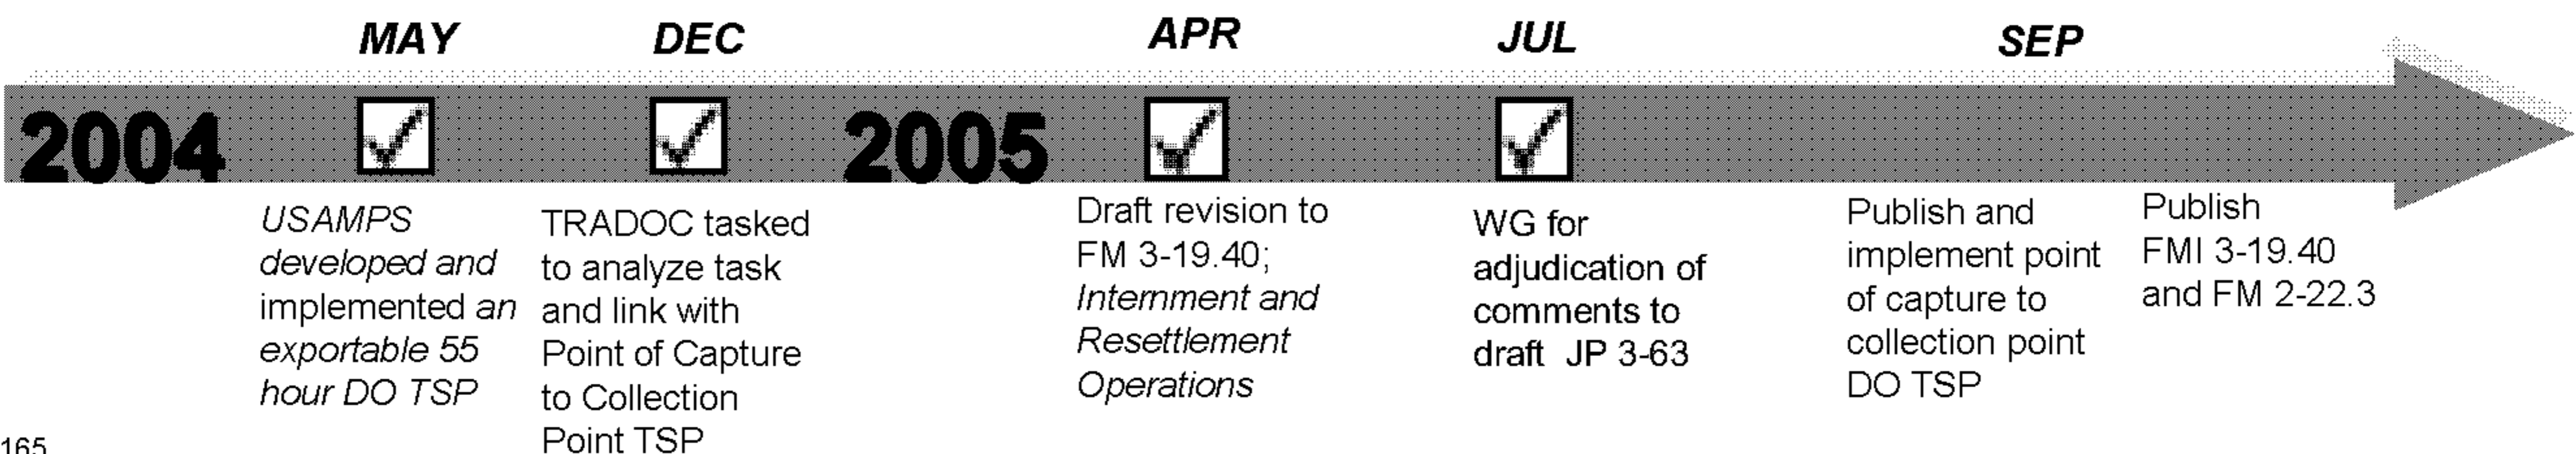 MAY
DEC
APR
JUL
SEP
2004
2005
USAMPS
developed and
implemented an
exportable 55
hour DO TSP
TRADOC tasked
to analyze task
and link with
Point of Capture
to Collection
Point TSP
Draft revision to
FM 3-19.40;
Internment and
Resettlement
Operations
WG for
adjudication of
comments to
draft JP 3-63
Publish and
implement point
of capture to
collection point
DO TSP
Publish
FMI 3-19.40
and FM 2-22.3
165